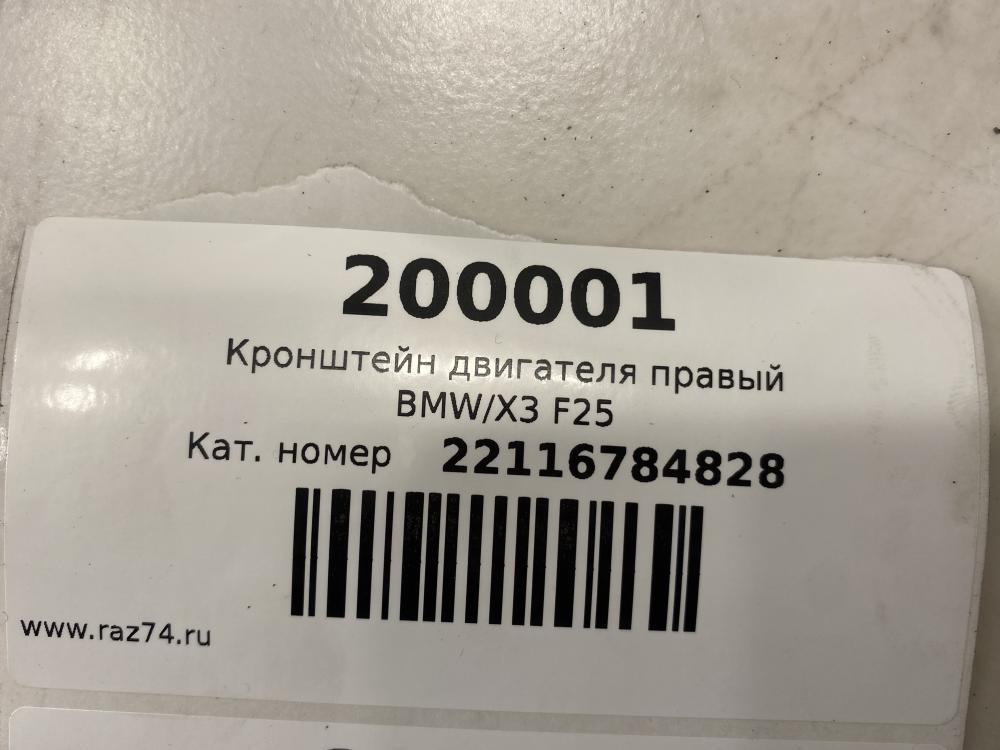 200001
Кронштейн двигателя правый
BMW/X3 F25
Кат. номер 22116784828
www.raz74.ru